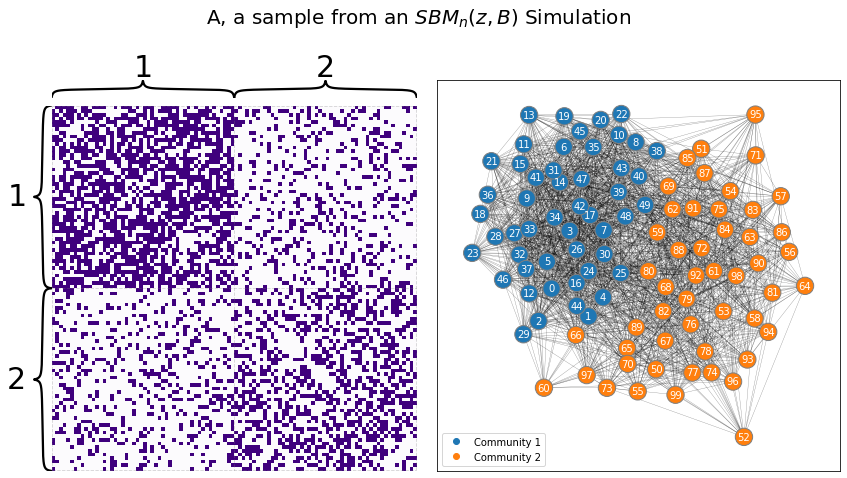 A, a sample from an $SBM_n(z, B)$ Simulation
1 2
1
2
13 19 20 22 95
45 10
11 6 35 8 38 51
21 15 31 43 85 71
41 14 47 40 87
36 9 39 69 54 57
18 34 42 17 48 49 62 91 75 83
28 27 33 3 7 59 84 63 86
23 32 26 30 88 72 56
37 5 24 25 80 92 61 98 90
46 12 0 16 4 68 79 81 64
44 1 82 53 58
2 29 66 89 76 94
65 67 78 93
60 97 70 50 77 74 96
73 55 99
52
Community 1
Community 2